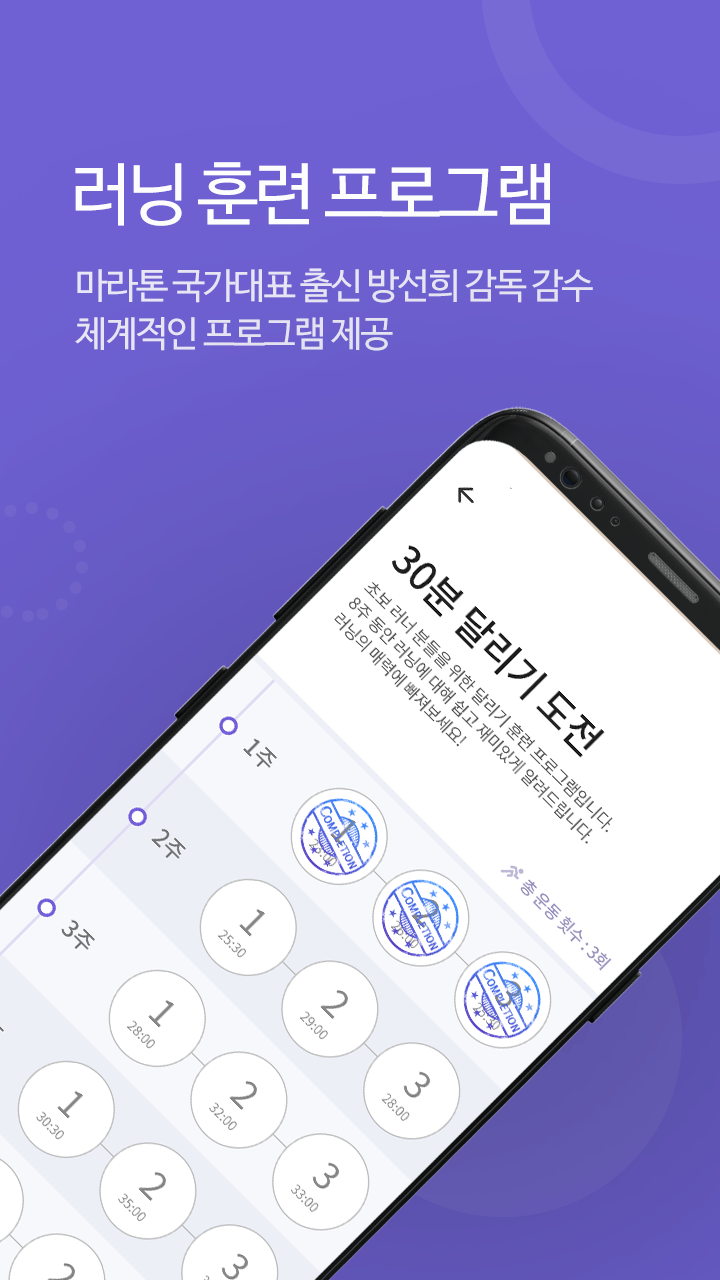 러닝 훈련 프로그램
마라톤 국가대표 출신 방선희 감독 감수
체계적인 프로그램 제공
30분 달리기 도전
초보 러너 분들을 위한 달리기 훈련 프로그램입니다.
8주 동안 러닝에 대해 쉽고 재미있게 알려드립니다.
러닝의 매력에 빠져보세요!
총 운동 횟수 : 3회
1주
1
COMPLETION
2
COMPLETION
3
COMPLETION
2주
1
25:30
2
29:00
3
28:00
3주
1
28:00
2
32:00
3
33:00
1
30:30
2
35:00
3
2